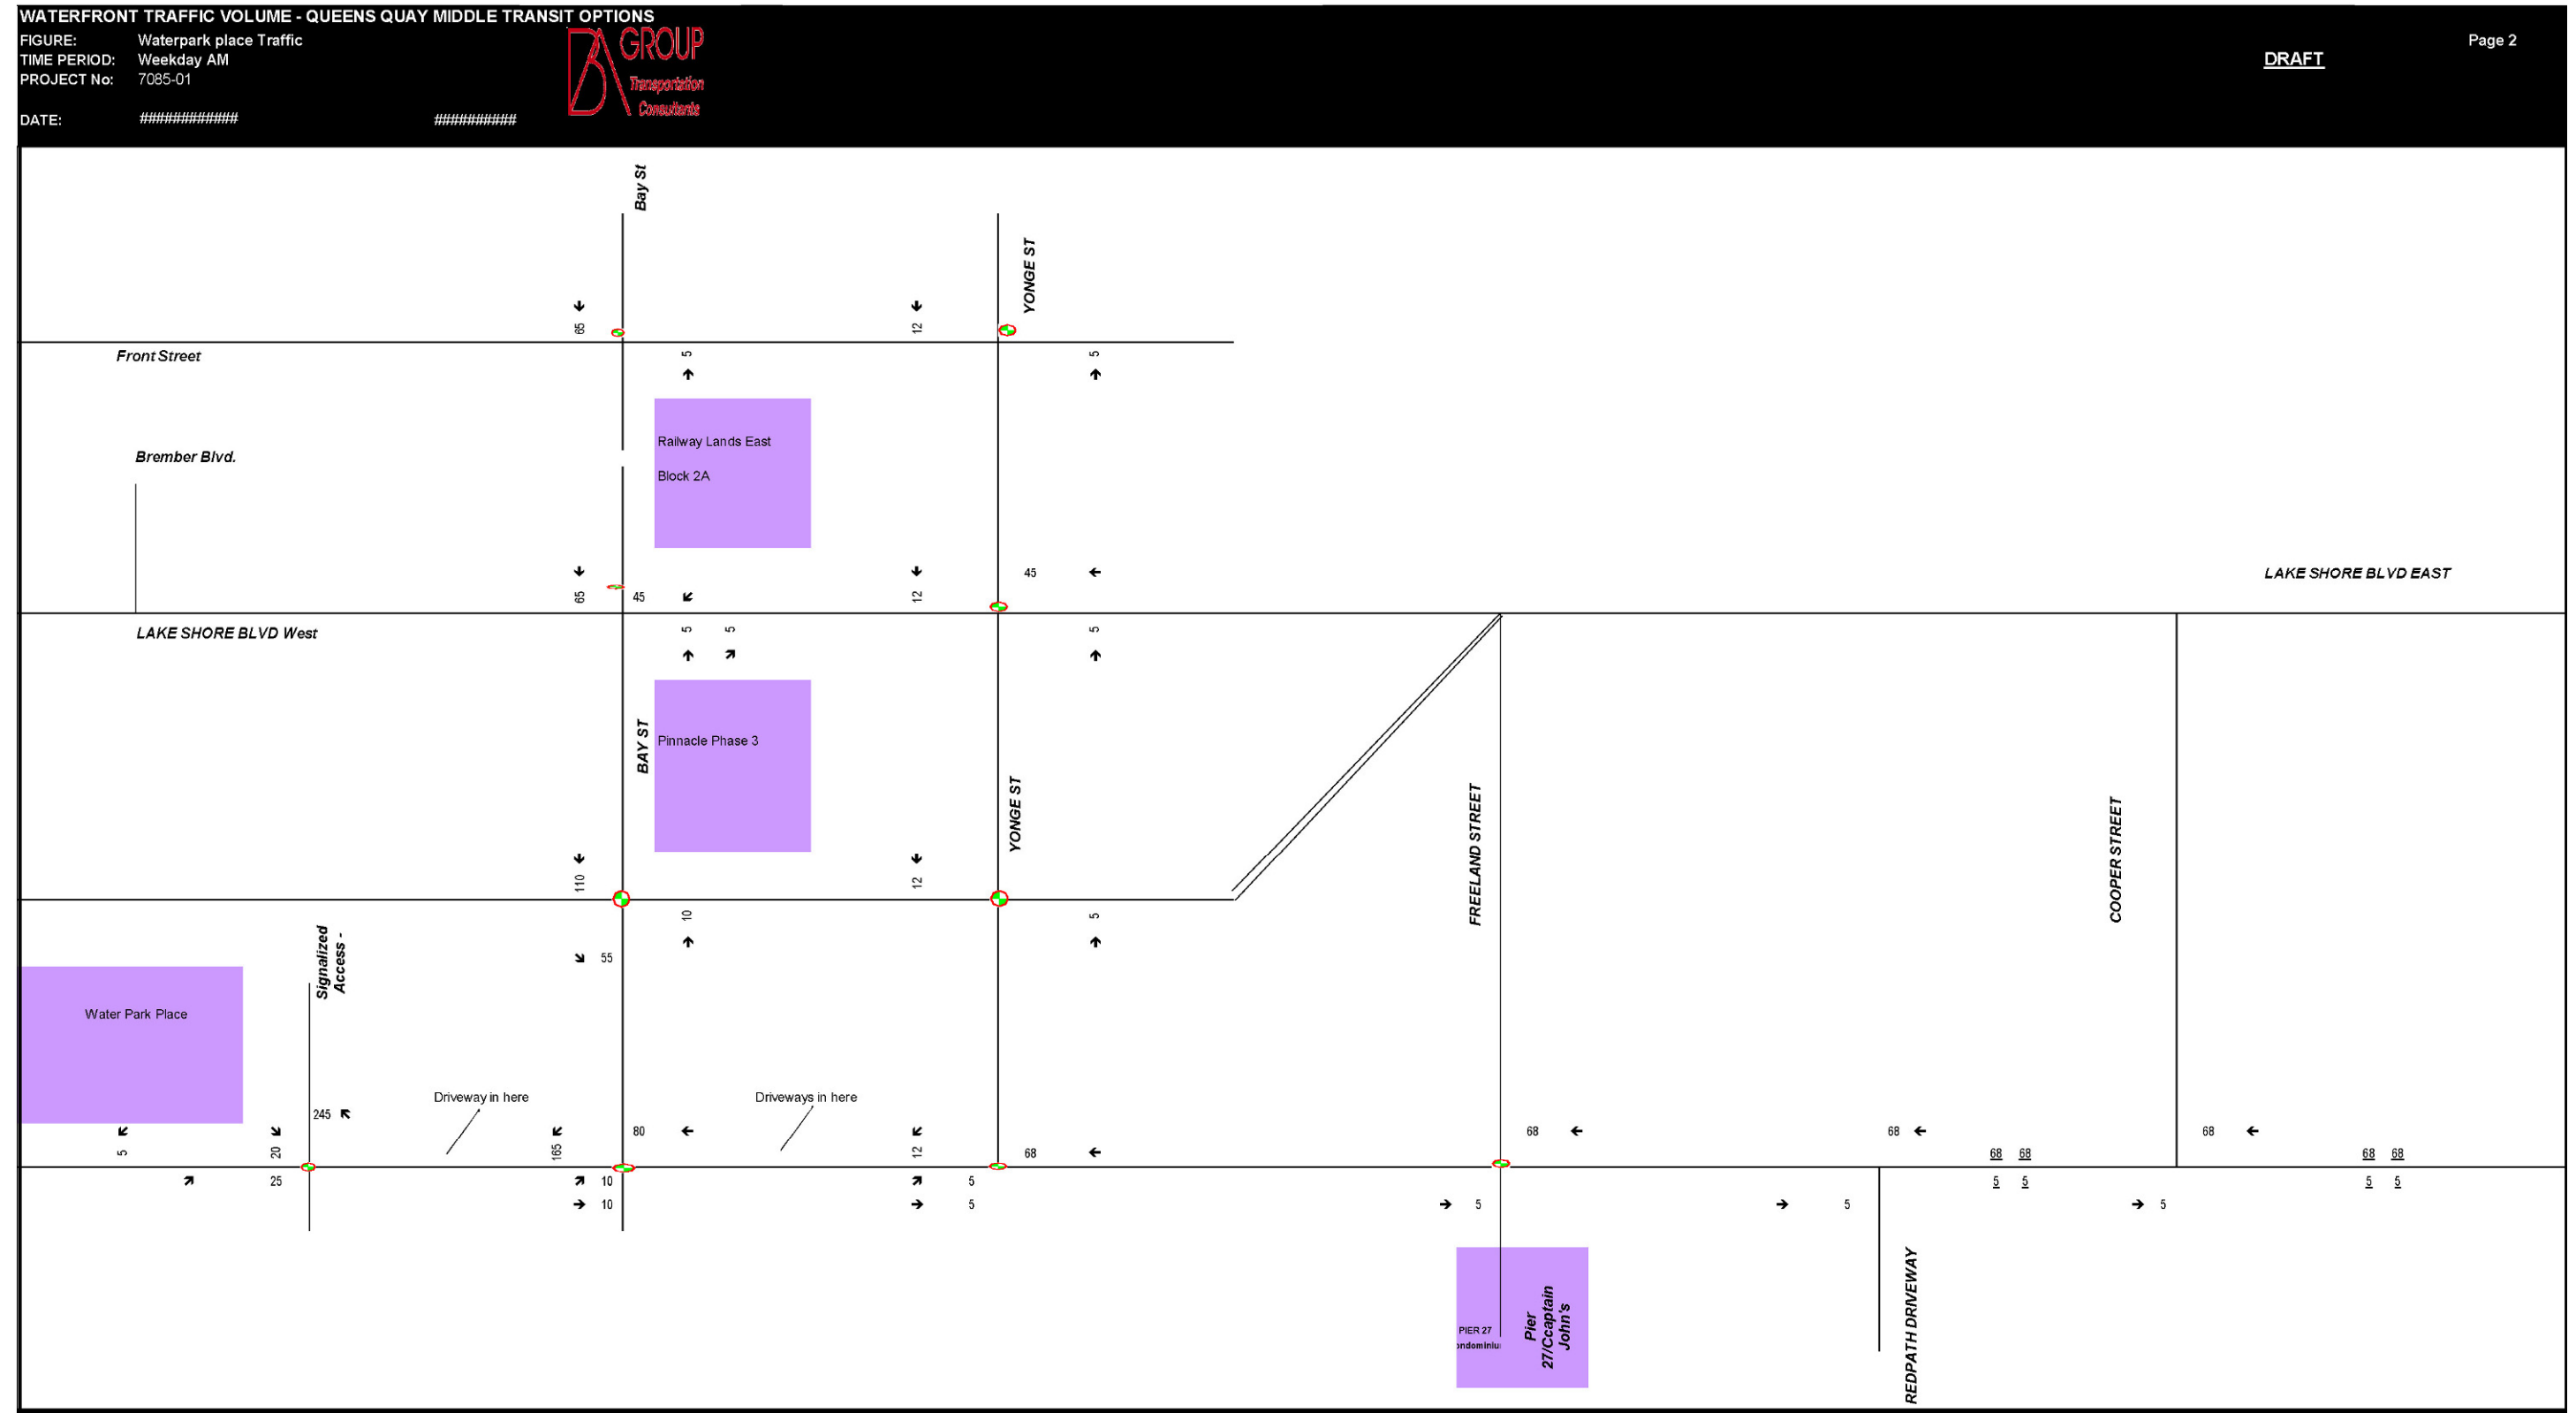 WATERFRONT TRAFFIC VOLUME - QUEENS QUAY MIDDLE TRANSIT OPTIONS
FIGURE: Waterpark place Traffic
TIME PERIOD: Weekday AM
PROJECT No: 7085-01
DATE: ############ ##########
BA GROUP
Transportation
Consultants
DRAFT
Page 2
Bay St
YONGE ST
65
12
Front Street
5
5
Railway Lands East
Block 2A
Brember Blvd.
45
LAKE SHORE BLVD EAST
65
45
12
LAKE SHORE BLVD West
5
5
5
Pinnacle Phase 3
BAY ST
YONGE ST
FREELAND STREET
COOPER STREET
110
12
10
5
Signalized
Access -
55
Water Park Place
Driveway in here
Driveways in here
245
80
68
68
68
5
20
165
12
68
68 68
68 68
25
10
5
5 5
5 5
10
5
5
5
5
PIER 27
ondominiu
Pier
27/Ccaptain
John's
REDPATH DRIVEWAY